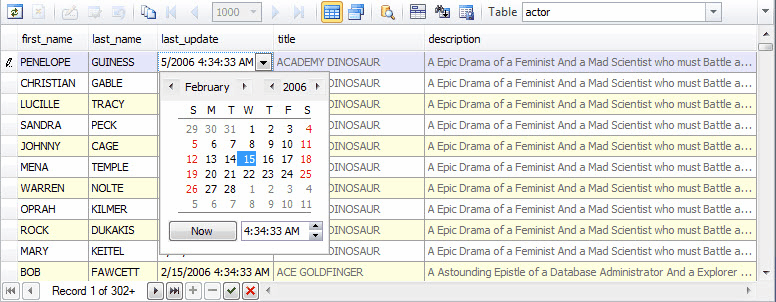 1000 Table actor
first_name last_name last_update title description
PENELOPE GUINESS 5/2006 4:34:33 AM ACADEMY DINOSAUR A Epic Drama of a Feminist And a Mad Scientist who must Battle a...
CHRISTIAN GABLE DINOSAUR A Epic Drama of a Feminist And a Mad Scientist who must Battle a...
LUCILLE TRACY DINOSAUR A Epic Drama of a Feminist And a Mad Scientist who must Battle a...
SANDRA PECK DINOSAUR A Epic Drama of a Feminist And a Mad Scientist who must Battle a...
JOHNNY CAGE DINOSAUR A Epic Drama of a Feminist And a Mad Scientist who must Battle a...
MENA TEMPLE DINOSAUR A Epic Drama of a Feminist And a Mad Scientist who must Battle a...
WARREN NOLTE DINOSAUR A Epic Drama of a Feminist And a Mad Scientist who must Battle a...
OPRAH KILMER DINOSAUR A Epic Drama of a Feminist And a Mad Scientist who must Battle a...
ROCK DUKAKIS DINOSAUR A Epic Drama of a Feminist And a Mad Scientist who must Battle a...
MARY KEITEL DINOSAUR A Epic Drama of a Feminist And a Mad Scientist who must Battle a...
BOB FAWCETT 2/15/2006 4:34:33 AM ACE GOLDFINGER A Astounding Epistle of a Database Administrator And a Explorer ...
February 2006
S M T W T F S
29 30 31 1 2 3 4
5 6 7 8 9 10 11
12 13 14 15 16 17 18
19 20 21 22 23 24 25
26 27 28 1 2 3 4
5 6 7 8 9 10 11
Now 4:34:33 AM
Record 1 of 302+